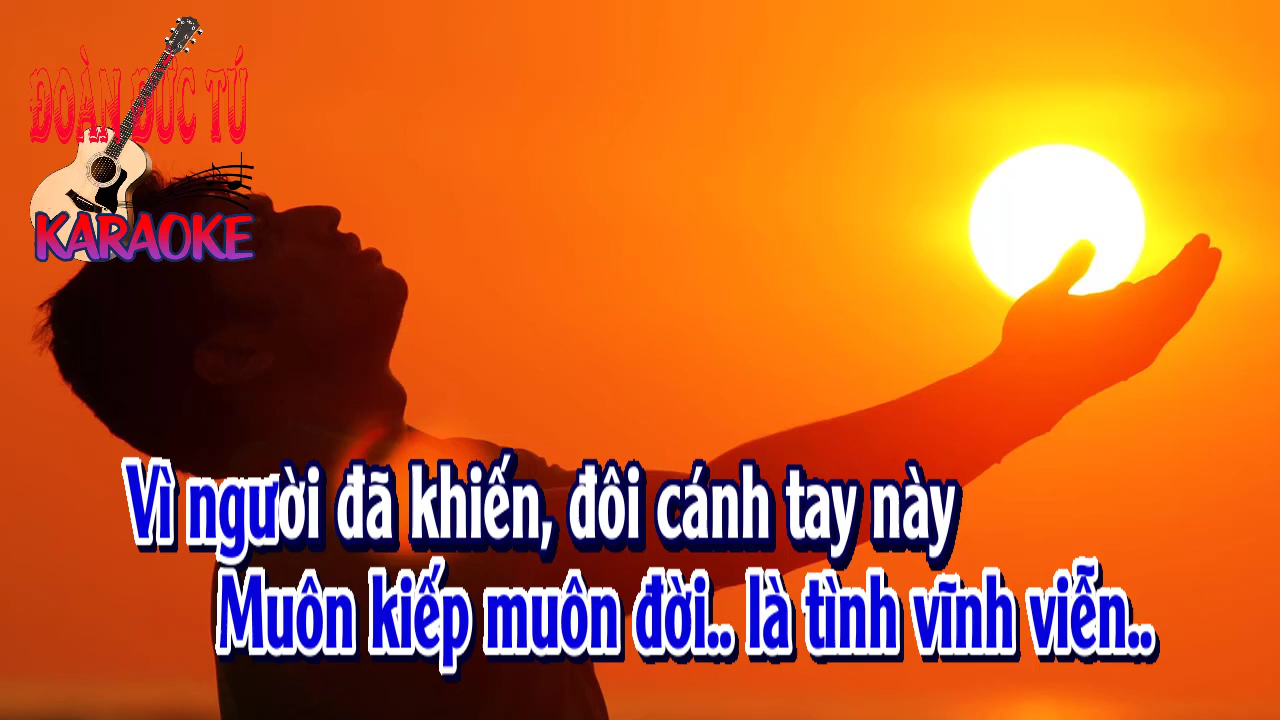 ĐOÀN ĐỨC TÚ
KARAOKE
Vì người đã khiến, đôi cánh tay này
Muôn kiếp muôn đời.. là tình vĩnh viễn..